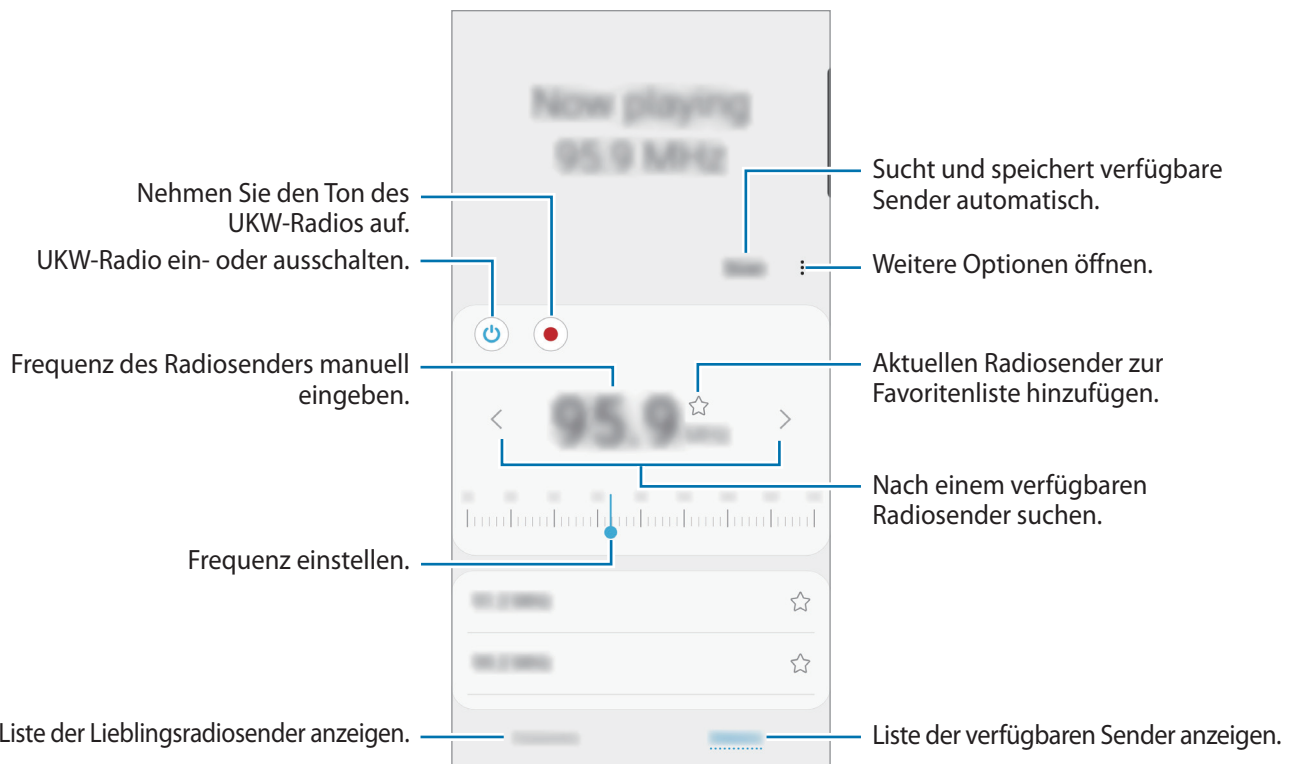 Now playing
95.9 MHz
Sucht und speichert verfügbare
Sender automatisch.
Nehmen Sie den Ton des
UKW-Radios auf.
UKW-Radio ein- oder ausschalten.
Weitere Optionen öffnen.
Frequenz des Radiosenders manuell
eingeben.
Aktuellen Radiosender zur
Favoritenliste hinzufügen.
95.9 MHz
Nach einem verfügbaren
Radiosender suchen.
Frequenz einstellen.
Liste der Lieblingsradiosender anzeigen.
Liste der verfügbaren Sender anzeigen.